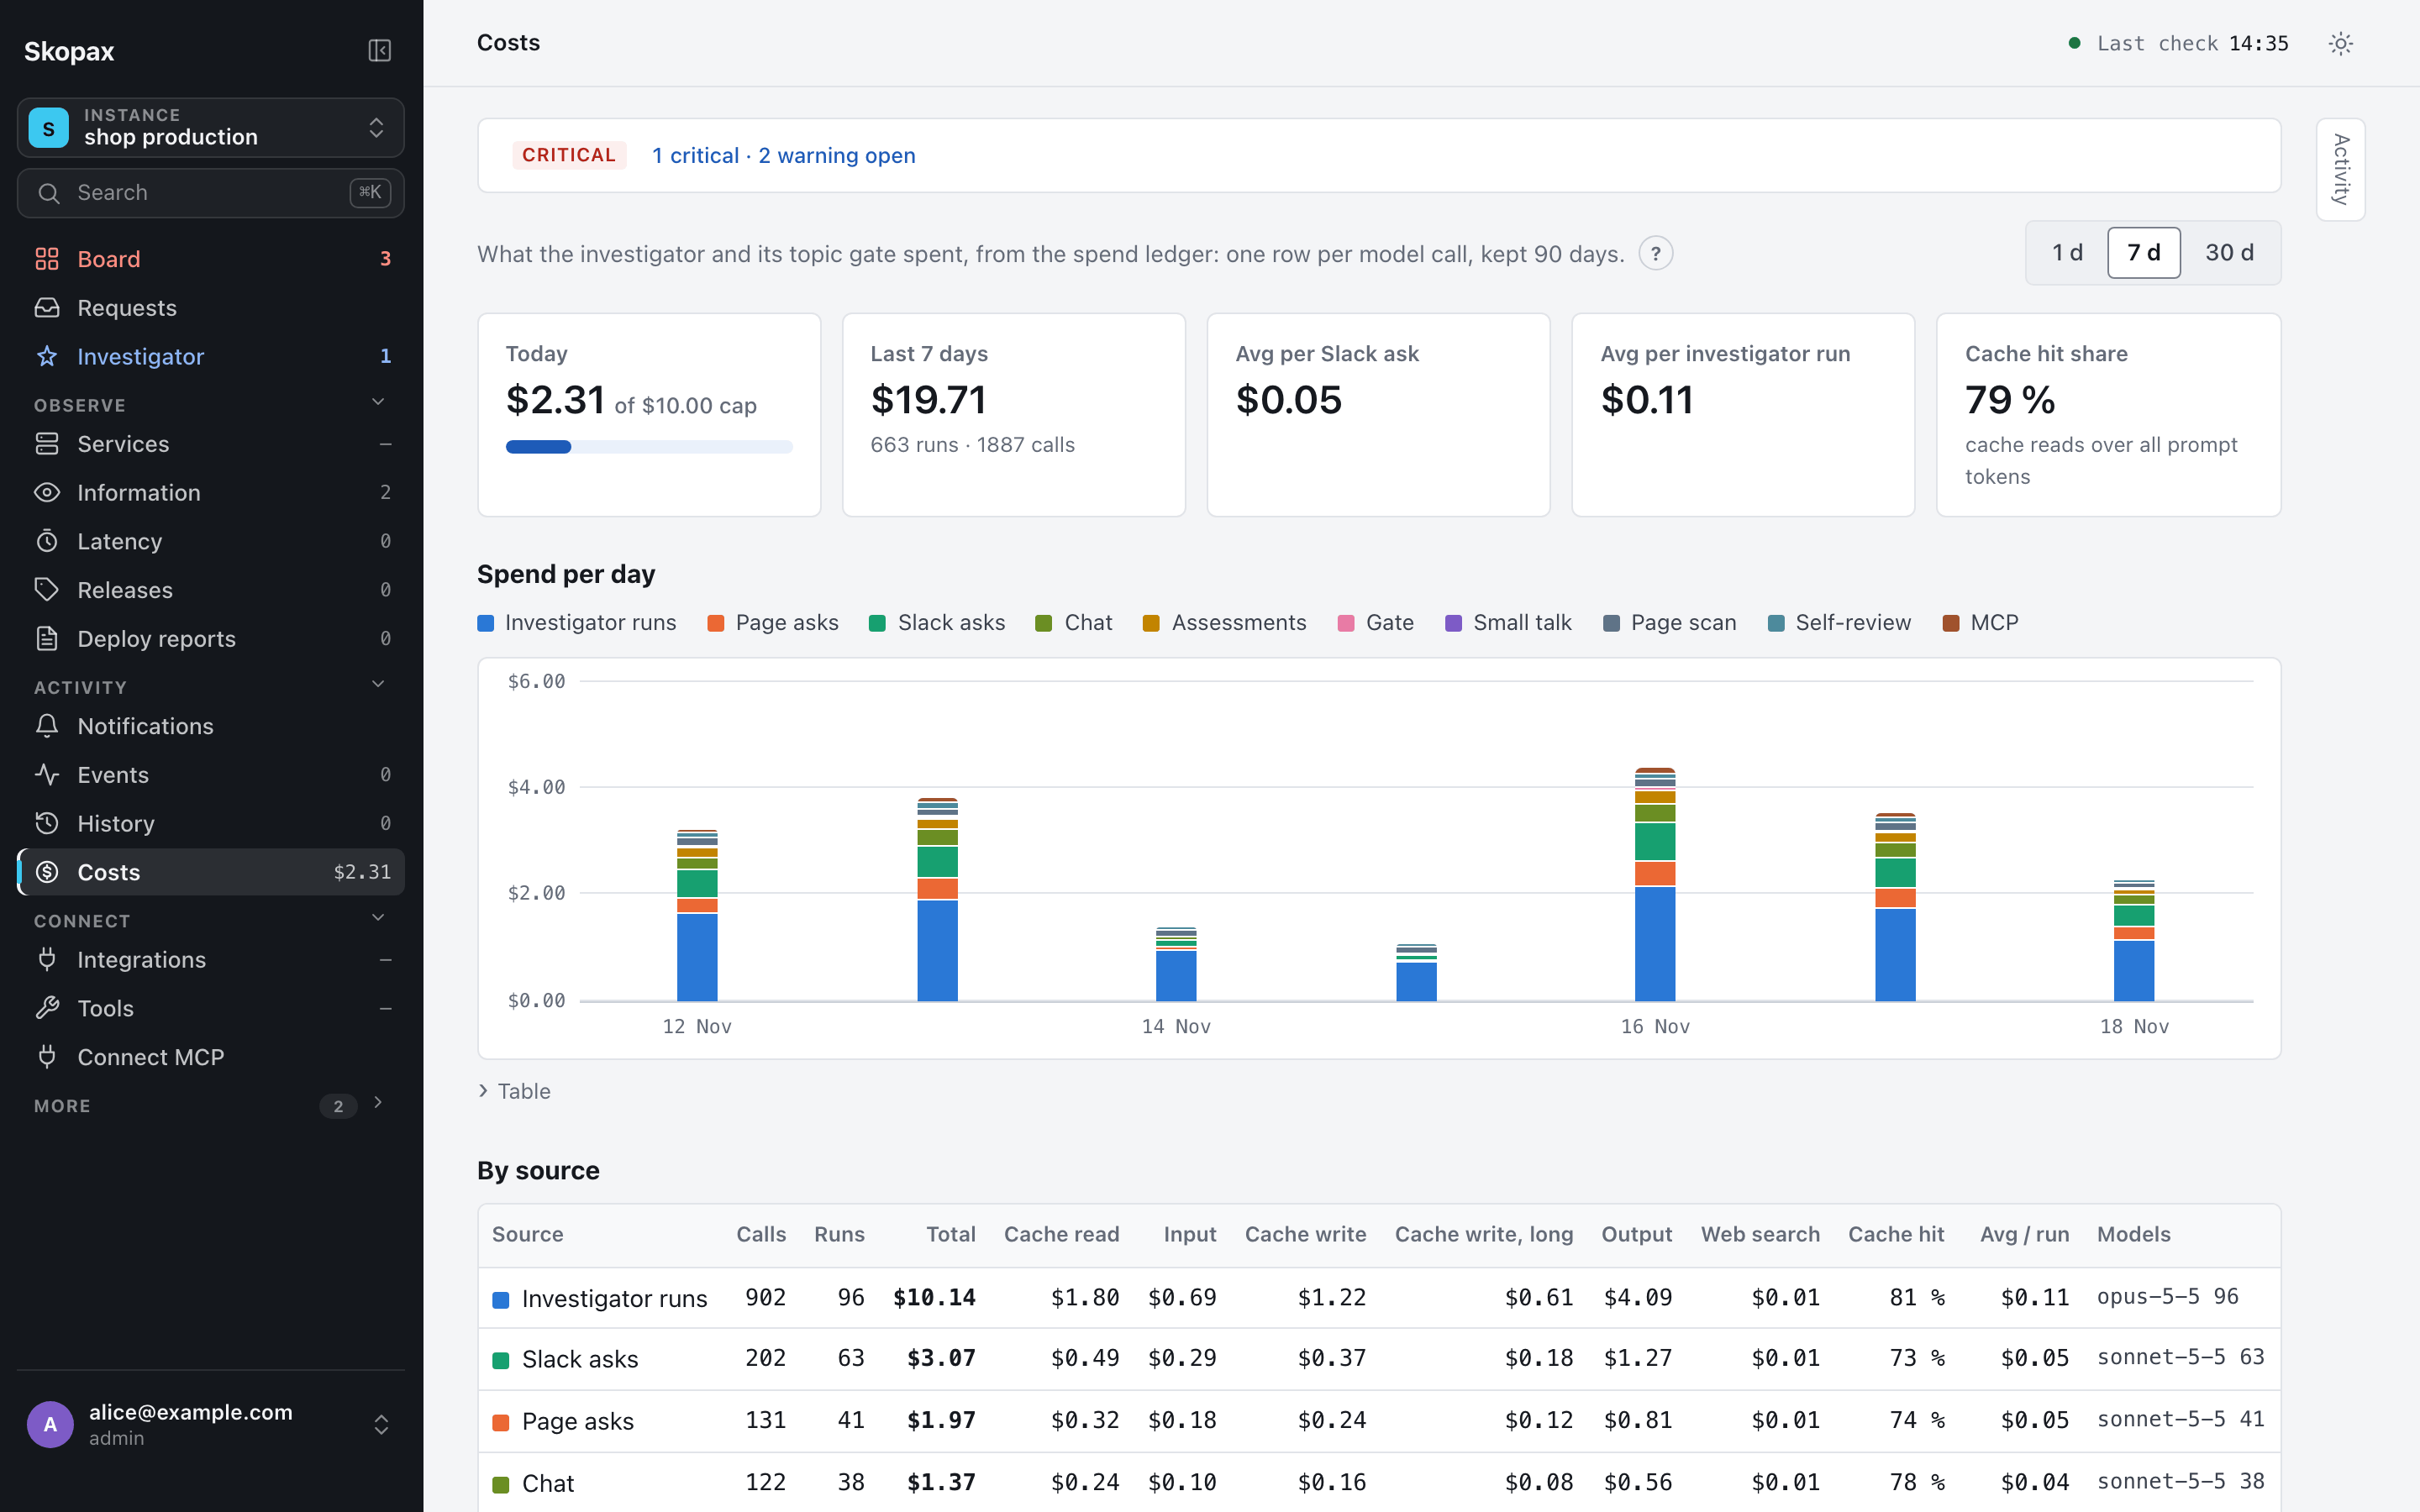 Skopax
S
INSTANCE
shop production
Search ⌘K
Board 3
Requests
Investigator 1
OBSERVE
Services –
Information 2
Latency 0
Releases 0
Deploy reports 0
ACTIVITY
Notifications
Events 0
History 0
Costs $2.31
CONNECT
Integrations –
Tools –
Connect MCP
MORE 2
A
alice@example.com
admin
Costs
Last check 14:35
CRITICAL 1 critical · 2 warning open
Activity
What the investigator and its topic gate spent, from the spend ledger: one row per model call, kept 90 days. ?
1 d 7 d 30 d
Today
$2.31 of $10.00 cap
Last 7 days
$19.71
663 runs · 1887 calls
Avg per Slack ask
$0.05
Avg per investigator run
$0.11
Cache hit share
79 %
cache reads over all prompt
tokens
Spend per day
Investigator runs Page asks Slack asks Chat Assessments Gate Small talk Page scan Self-review MCP
$6.00
$4.00
$2.00
$0.00
12 Nov 14 Nov 16 Nov 18 Nov
Table
By source
Source Calls Runs Total Cache read Input Cache write Cache write, long Output Web search Cache hit Avg / run Models
Investigator runs 902 96 $10.14 $1.80 $0.69 $1.22 $0.61 $4.09 $0.01 81 % $0.11 opus-5-5 96
Slack asks 202 63 $3.07 $0.49 $0.29 $0.37 $0.18 $1.27 $0.01 73 % $0.05 sonnet-5-5 63
Page asks 131 41 $1.97 $0.32 $0.18 $0.24 $0.12 $0.81 $0.01 74 % $0.05 sonnet-5-5 41
Chat 122 38 $1.37 $0.24 $0.10 $0.16 $0.08 $0.56 $0.01 78 % $0.04 sonnet-5-5 38